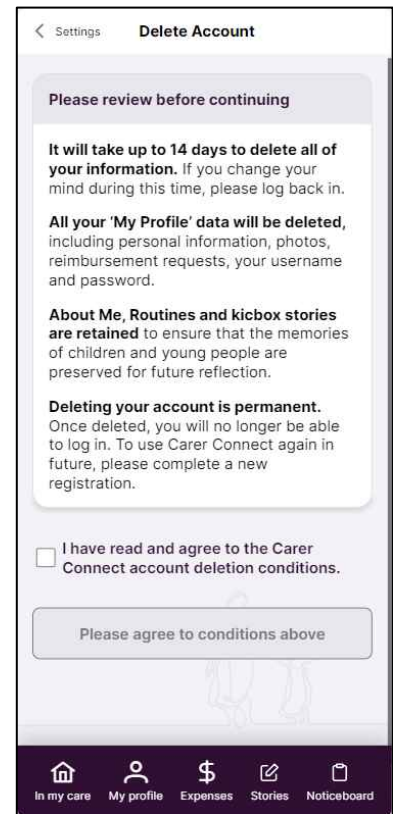 Settings Delete Account
Please review before continuing
It will take up to 14 days to delete all of
your information. If you change your
mind during this time, please log back in.
All your 'My Profile' data will be deleted,
including personal information, photos,
reimbursement requests, your username
and password.
About Me, Routines and kicbox stories
are retained to ensure that the memories
of children and young people are
preserved for future reflection.
Deleting your account is permanent.
Once deleted, you will no longer be able
to log in. To use Carer Connect again in
future, please complete a new
registration.
I have read and agree to the Carer
Connect account deletion conditions.
Please agree to conditions above
In my care My profile Expenses Stories Noticeboard